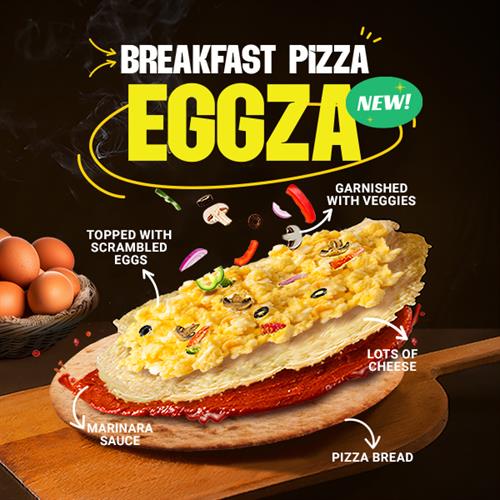 BREAKFAST PIZZA
EGGZA
NEW!
GARNISHED
WITH VEGGIES
TOPPED WITH
SCRAMBLED
EGGS
LOTS OF
CHEESE
MARINARA
SAUCE
PIZZA BREAD